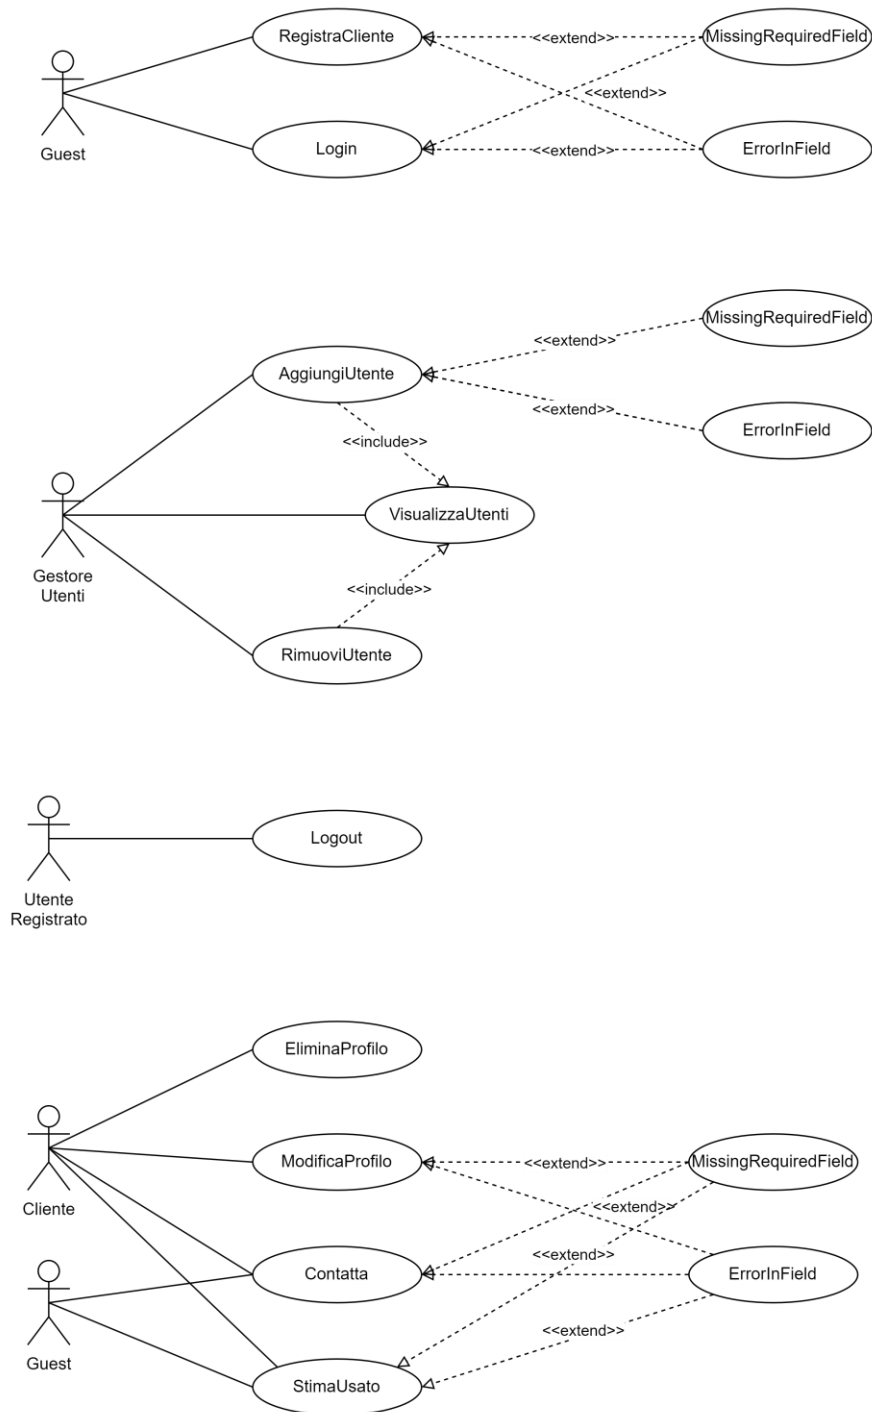 RegistraCliente
<<extend>>
MissingRequiredField
<<extend>>
Guest
Login
<<extend>>
ErrorInField
MissingRequiredField
<<extend>>
AggiungiUtente
<<extend>>
ErrorInField
<<include>>
VisualizzaUtenti
Gestore
Utenti
<<include>>
RimuoviUtente
Logout
Utente
Registrato
EliminaProfilo
ModificaProfilo
<<extend>>
MissingRequiredField
Cliente
<<extend>>
<<extend>>
Contatta
ErrorInField
<<extend>>
Guest
StimaUsato